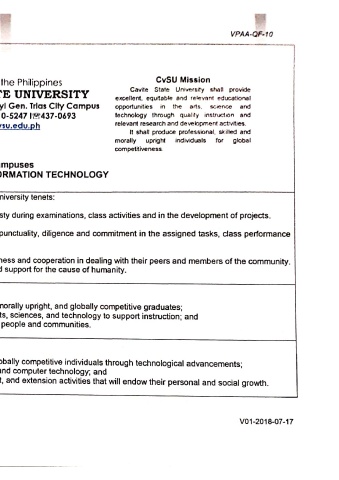 VPAA-QF-10
the Philippines
TE UNIVERSITY
yi Gen. Trias City Campus
0-5247 I☏437-0693
vsu.edu.ph
CvSU Mission
Cavite State University shall provide
excellent, equitable and relevant educational
opportunities in the arts, science and
technology through quality instruction and
relevant research and development activities.
It shall produce professional, skilled and
morally upright individuals for global
competitiveness.
mpuses
ORMATION TECHNOLOGY
niversity tenets:
sty during examinations, class activities and in the development of projects.
punctuality, diligence and commitment in the assigned tasks, class performance
ness and cooperation in dealing with their peers and members of the community.
d support for the cause of humanity.
morally upright, and globally competitive graduates;
ts, sciences, and technology to support instruction; and
people and communities.
obally competitive individuals through technological advancements;
and computer technology; and
t, and extension activities that will endow their personal and social growth.
V01-2018-07-17